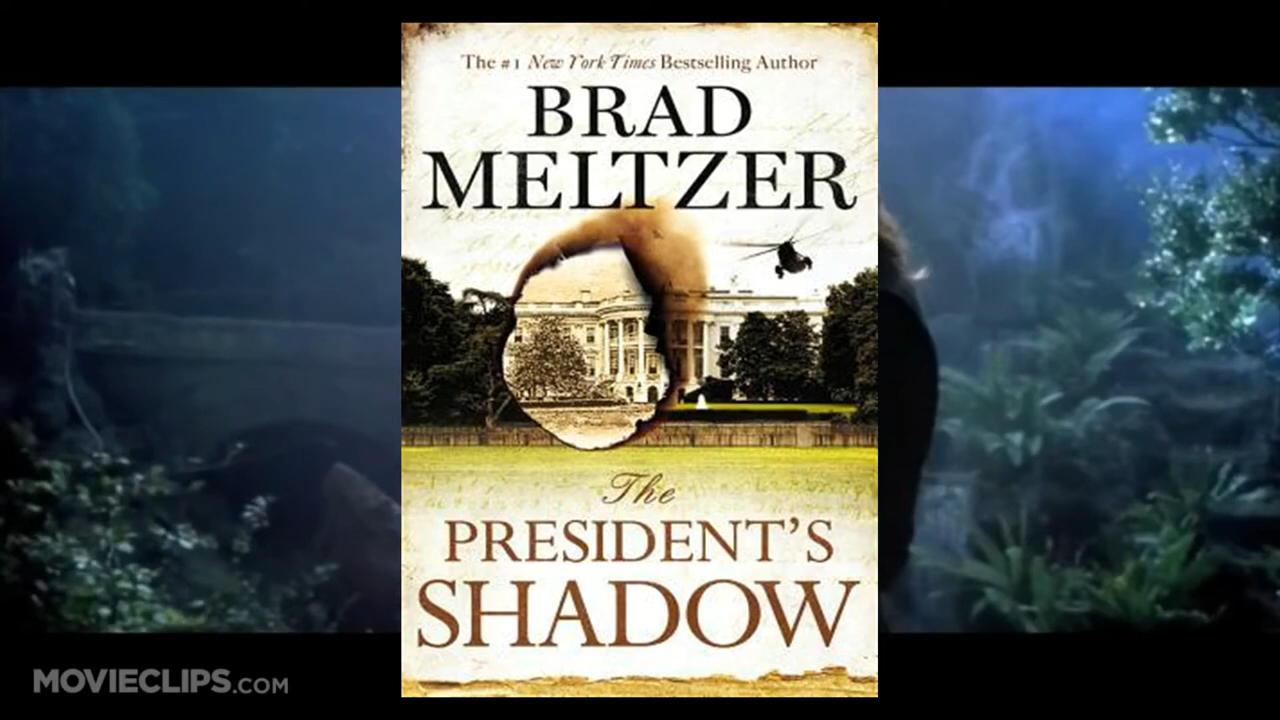 The #1 New York Times Bestselling Author
BRAD
MELTZER
The
PRESIDENT'S
SHADOW
MOVIECLIPS.COM